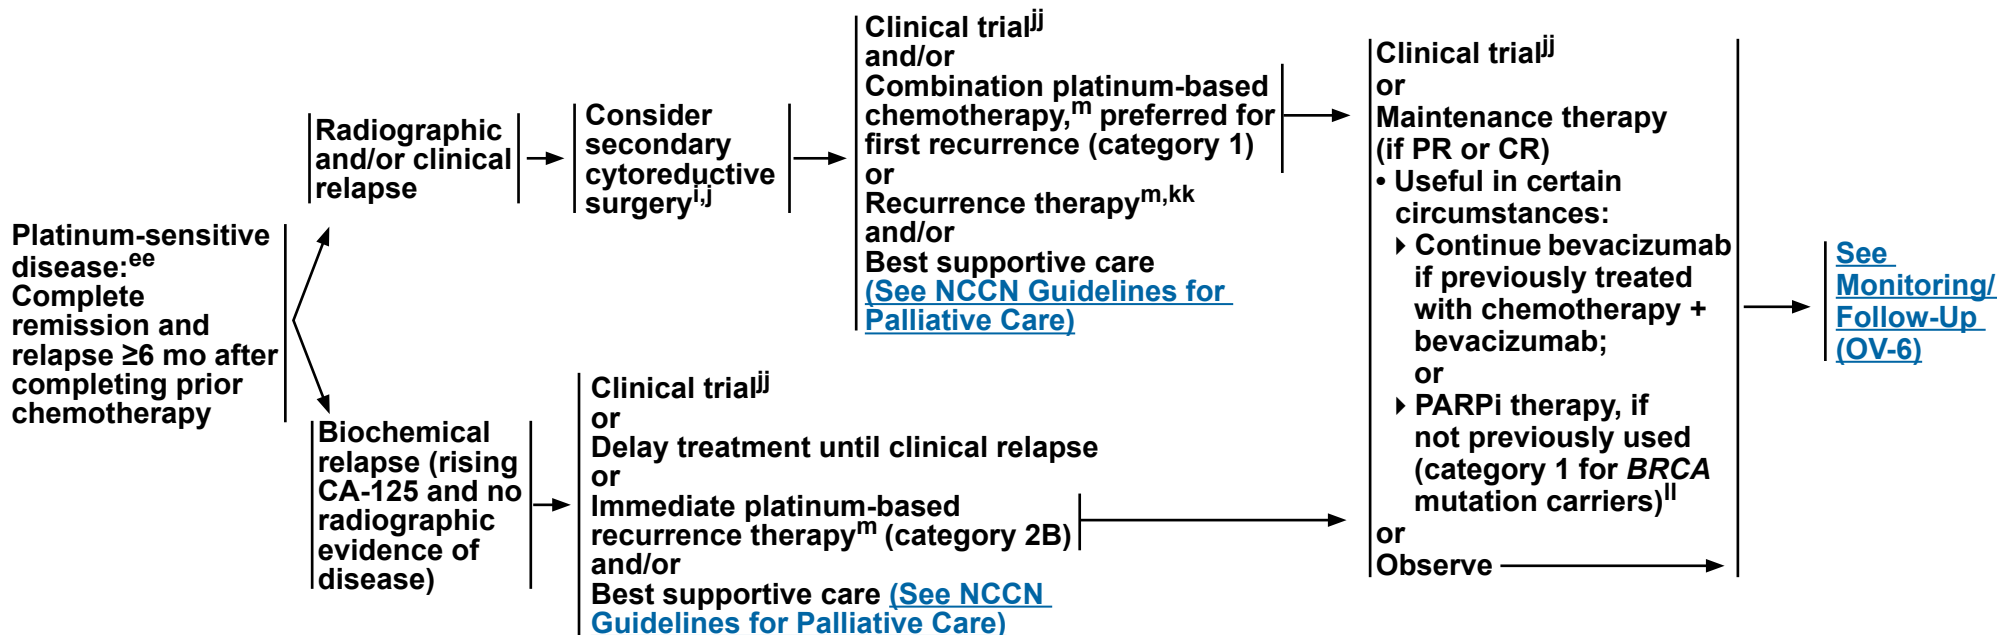 Platinum-sensitive
disease:ee
Complete
remission and
relapse ≥6 mo after
completing prior
chemotherapy
Radiographic
and/or clinical
relapse
Consider
secondary
cytoreductive
surgeryi,j
Clinical trialjj
and/or
Combination platinum-based
chemotherapy,m preferred for
first recurrence (category 1)
or
Recurrence therapym,kk
and/or
Best supportive care
(See NCCN Guidelines for
Palliative Care)
Biochemical
relapse (rising
CA-125 and no
radiographic
evidence of
disease)
Clinical trialjj
or
Delay treatment until clinical relapse
or
Immediate platinum-based
recurrence therapym (category 2B)
and/or
Best supportive care (See NCCN
Guidelines for Palliative Care)
Clinical trialjj
or
Maintenance therapy
(if PR or CR)
• Useful in certain
circumstances:
Continue bevacizumab
if previously treated
with chemotherapy +
bevacizumab;
or
PARPi therapy, if
not previously used
(category 1 for BRCA
mutation carriers)ll
or
Observe
See
Monitoring/
Follow-Up
(OV-6)